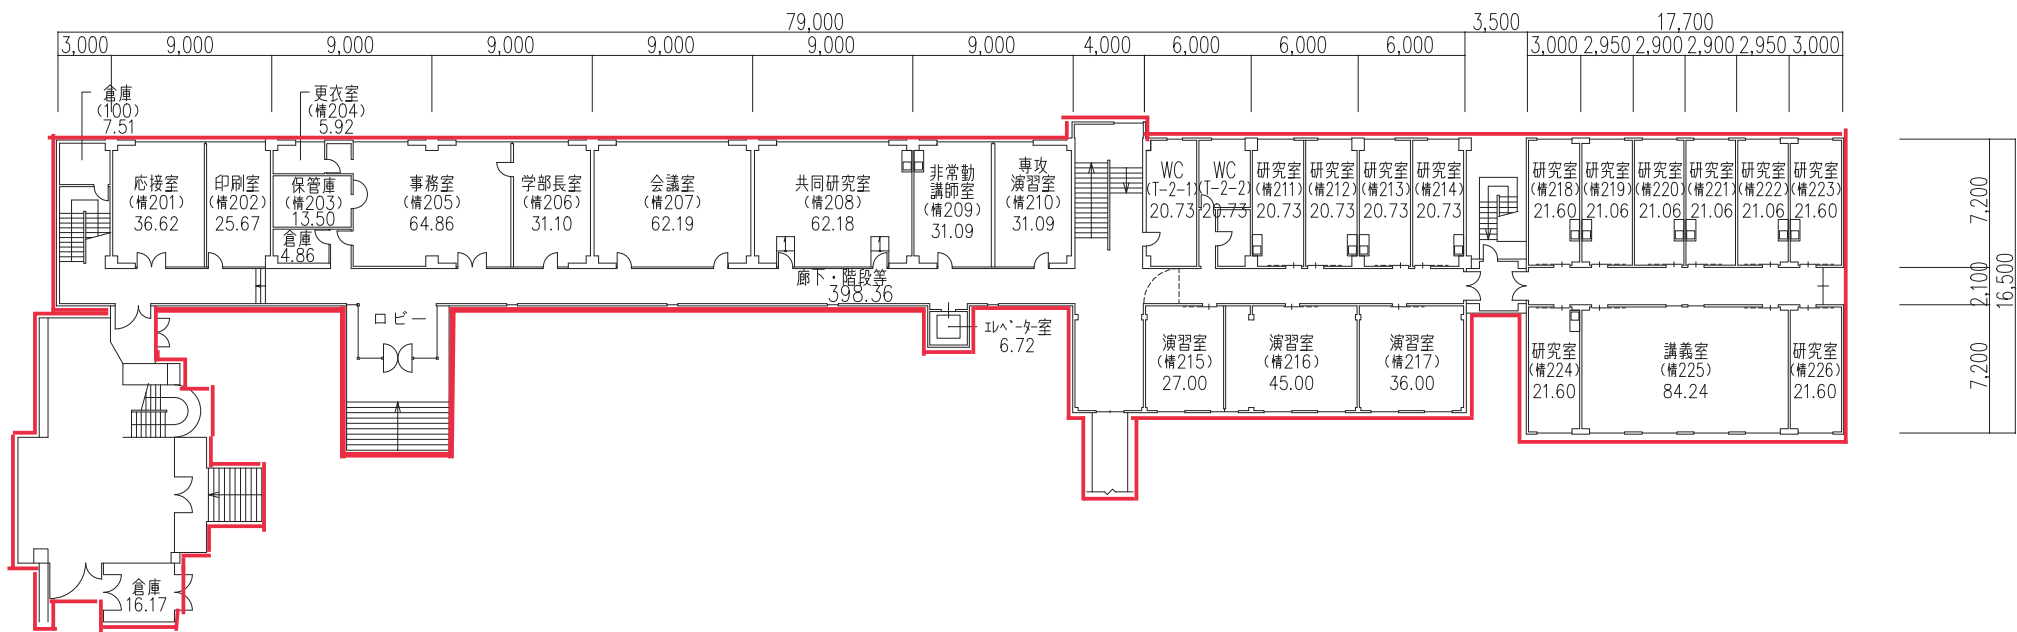 79,000
3,500
17,700
3,000 9,000 9,000 9,000 9,000 9,000 9,000 4,000 6,000 6,000 6,000 3,000 2,950 2,900 2,900 2,950 3,000
倉庫
(100)
7.51
更衣室
(情204)
5.92
応接室
(情201)
36.62
印刷室
(情202)
25.67
保管庫
(情203)
13.50
倉庫
4.86
事務室
(情205)
64.86
学部長室
(情206)
31.10
会議室
(情207)
62.19
共同研究室
(情208)
62.18
非常勤
講師室
(情209)
31.09
専攻
演習室
(情210)
31.09
WC
(T-2-1)
20.73
WC
(T-2-2)
20.73
研究室
(情211)
20.73
研究室
(情212)
20.73
研究室
(情213)
20.73
研究室
(情214)
20.73
研究室
(情218)
21.60
研究室
(情219)
21.06
研究室
(情220)
21.06
研究室
(情221)
21.06
研究室
(情222)
21.06
研究室
(情223)
21.60
7,200
2,100
7,200
16,500
廊下・階段等
398.36
ロビー
エレベーター室
6.72
演習室
(情215)
27.00
演習室
(情216)
45.00
演習室
(情217)
36.00
研究室
(情224)
21.60
講義室
(情225)
84.24
研究室
(情226)
21.60
倉庫
16.17